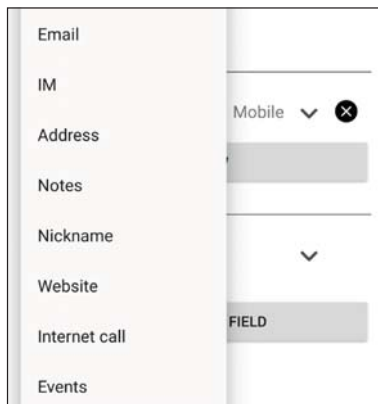 Email
IM
Mobile
Address
Notes
Nickname
Website
FIELD
Internet call
Events